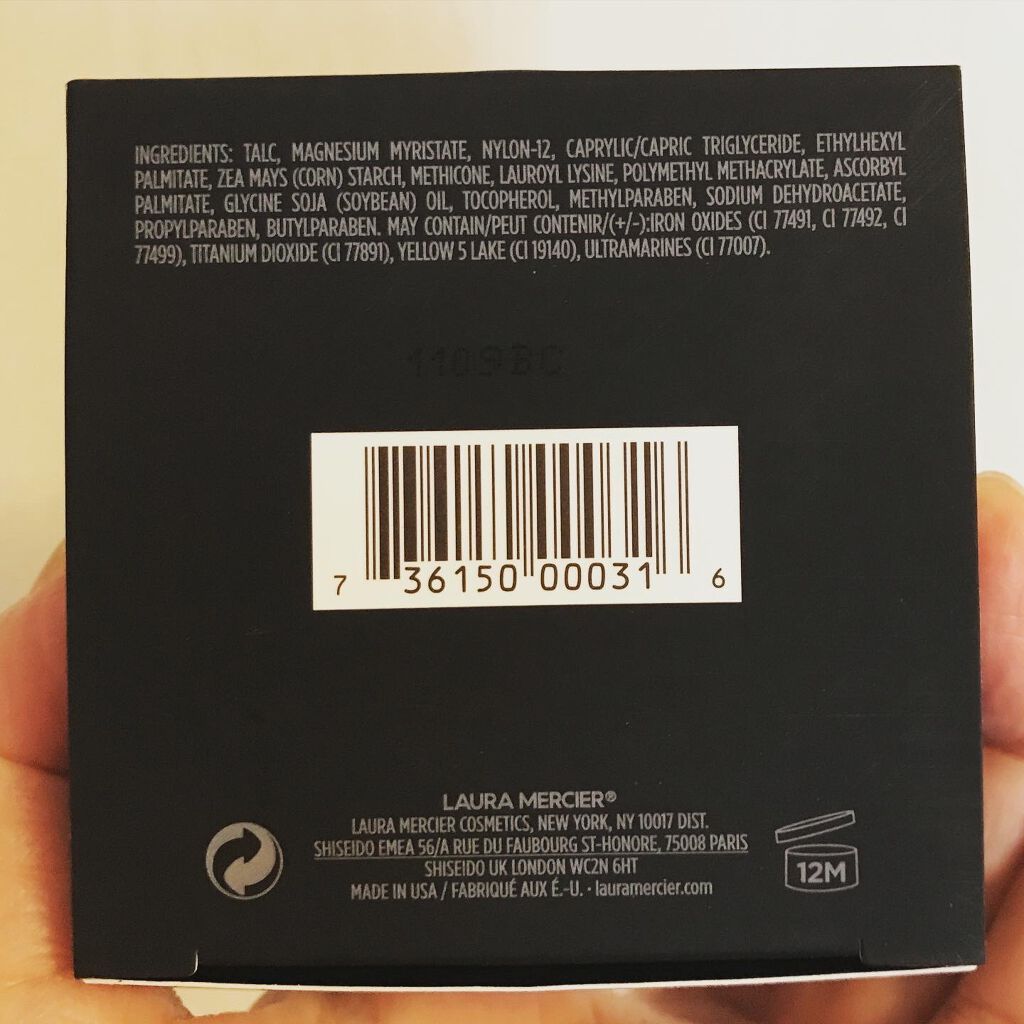 INGREDIENTS: TALC, MAGNESIUM MYRISTATE, NYLON-12, CAPRYLIC/CAPRIC TRIGLYCERIDE, ETHYLHEXYL
PALMITATE, ZEA MAYS (CORN) STARCH, METHICONE, LAUROYL LYSINE, POLYMETHYL METHACRYLATE, ASCORBYL
PALMITATE, GLYCINE SOJA (SOYBEAN) OIL, TOCOPHEROL, METHYLPARABEN, SODIUM DEHYDROACETATE,
PROPYLPARABEN, BUTYLPARABEN. MAY CONTAIN/PEUT CONTENIR/(+/-):IRON OXIDES (CI 77491, CI 77492, CI
77499), TITANIUM DIOXIDE (CI 77891), YELLOW 5 LAKE (CI 19140), ULTRAMARINES (CI 77007).
1109BC
7 36150 00031 6
LAURA MERCIER®
LAURA MERCIER COSMETICS, NEW YORK, NY 10017 DIST.
SHISEIDO EMEA 56/A RUE DU FAUBOURG ST-HONORE, 75008 PARIS
SHISEIDO UK LONDON WC2N 6HT
MADE IN USA / FABRIQUÉ AUX É.-U. · lauramercier.com
12M